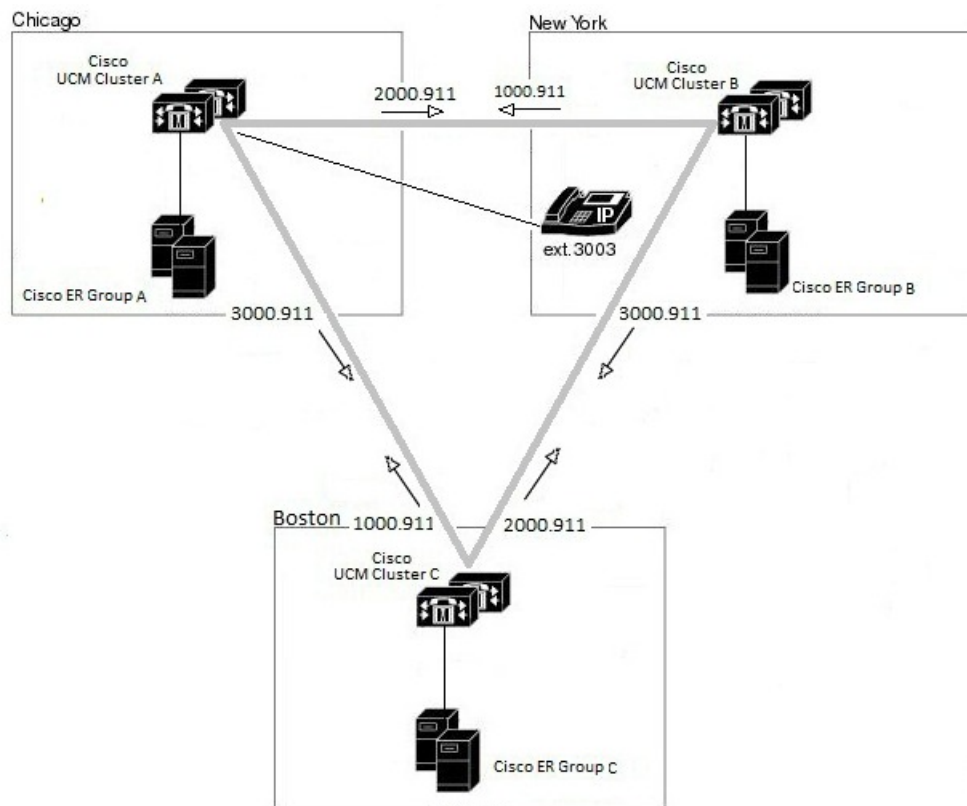 Chicago
New York
Cisco
UCM Cluster A
Cisco
UCM Cluster B
2000.911
1000.911
M
M
IP
ext.3003
Cisco ER Group A
Cisco ER Group B
3000.911
3000.911
Boston
1000.911
2000.911
Cisco
UCM Cluster C
M
Cisco ER Group C